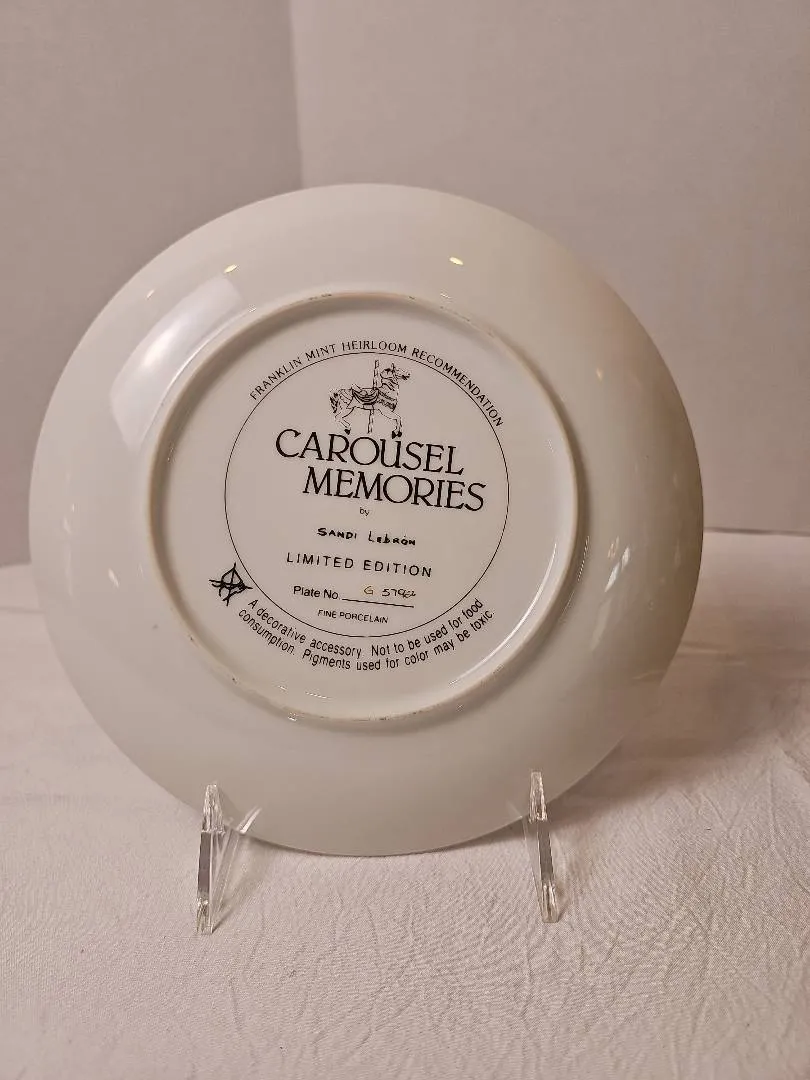 FRANKLIN MINT HEIRLOOM RECOMMENDATION
CAROUSEL
MEMORIES
by
SANDI LEBRÓN
LIMITED EDITION
Plate No. G
FINE PORCELAIN
A decorative accessory. Not to be used for food
consumption. Pigments used for color may be toxic.